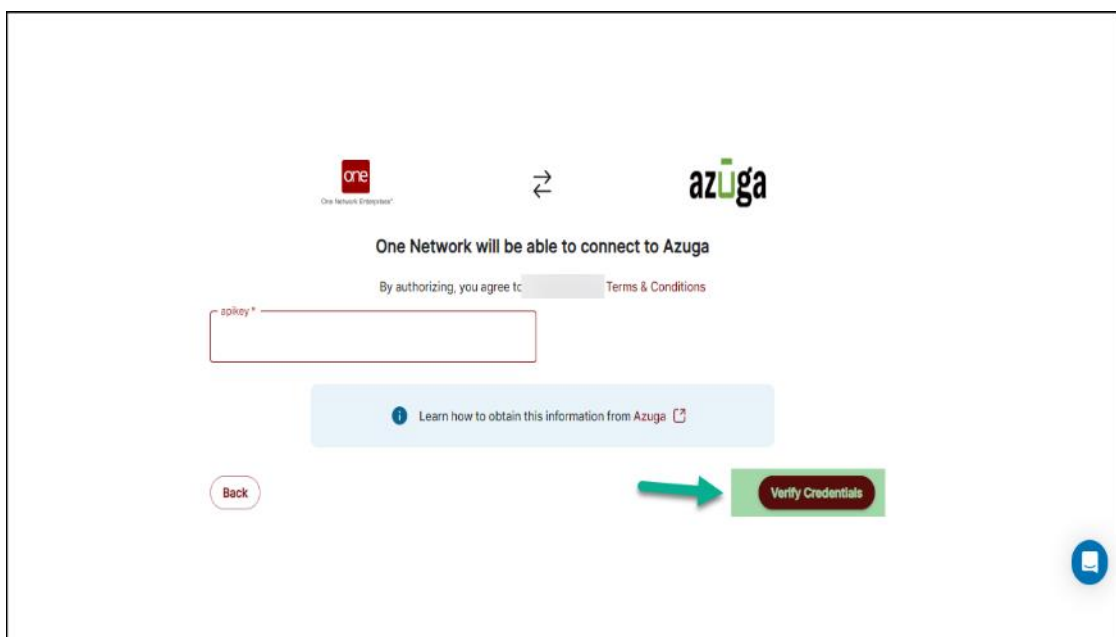 one
One Network Enterprises®
azūga
One Network will be able to connect to Azuga
By authorizing, you agree to Terms & Conditions
apikey *
Learn how to obtain this information from Azuga
Back
Verify Credentials